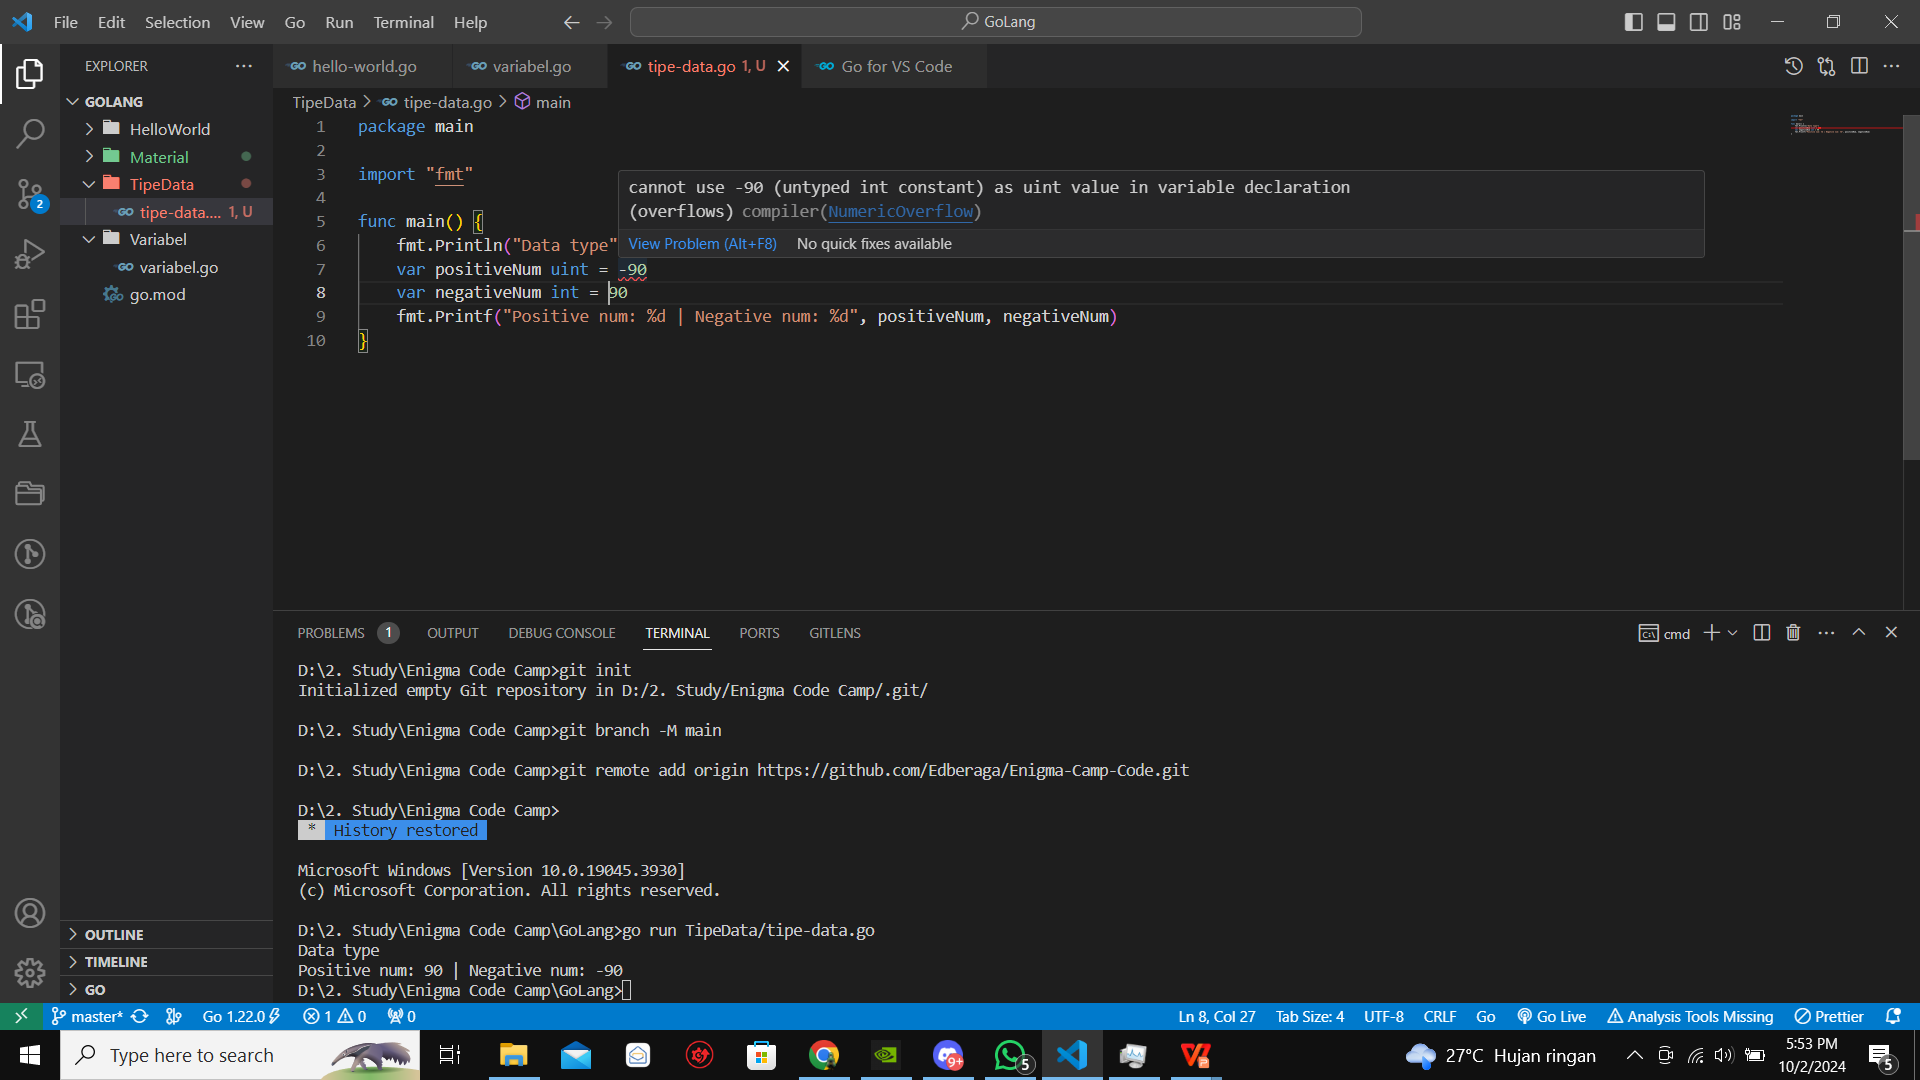 File Edit Selection View Go Run Terminal Help
GoLang
EXPLORER
hello-world.go
variabel.go
tipe-data.go 1, U
Go for VS Code
GOLANG
HelloWorld
Material
TipeData
tipe-data.... 1, U
Variabel
variabel.go
go.mod
TipeData > tipe-data.go > main
1 package main
2
3 import "fmt"
4
5 func main() {
6 fmt.Println("Data type"
7 var positiveNum uint = -90
8 var negativeNum int = 90
9 fmt.Printf("Positive num: %d | Negative num: %d", positiveNum, negativeNum)
10 }
cannot use -90 (untyped int constant) as uint value in variable declaration
(overflows) compiler(NumericOverflow)
View Problem (Alt+F8) No quick fixes available
PROBLEMS 1 OUTPUT DEBUG CONSOLE TERMINAL PORTS GITLENS
cmd
D:\2. Study\Enigma Code Camp>git init
Initialized empty Git repository in D:/2. Study/Enigma Code Camp/.git/
D:\2. Study\Enigma Code Camp>git branch -M main
D:\2. Study\Enigma Code Camp>git remote add origin https://github.com/Edberaga/Enigma-Camp-Code.git
D:\2. Study\Enigma Code Camp>
* History restored
Microsoft Windows [Version 10.0.19045.3930]
(c) Microsoft Corporation. All rights reserved.
D:\2. Study\Enigma Code Camp\GoLang>go run TipeData/tipe-data.go
Data type
Positive num: 90 | Negative num: -90
D:\2. Study\Enigma Code Camp\GoLang>
2
OUTLINE
TIMELINE
GO
master* Go 1.22.0 1 0 0
Ln 8, Col 27 Tab Size: 4 UTF-8 CRLF Go Go Live Analysis Tools Missing Prettier
Type here to search
9+
5
27°C Hujan ringan
5:53 PM
10/2/2024
5